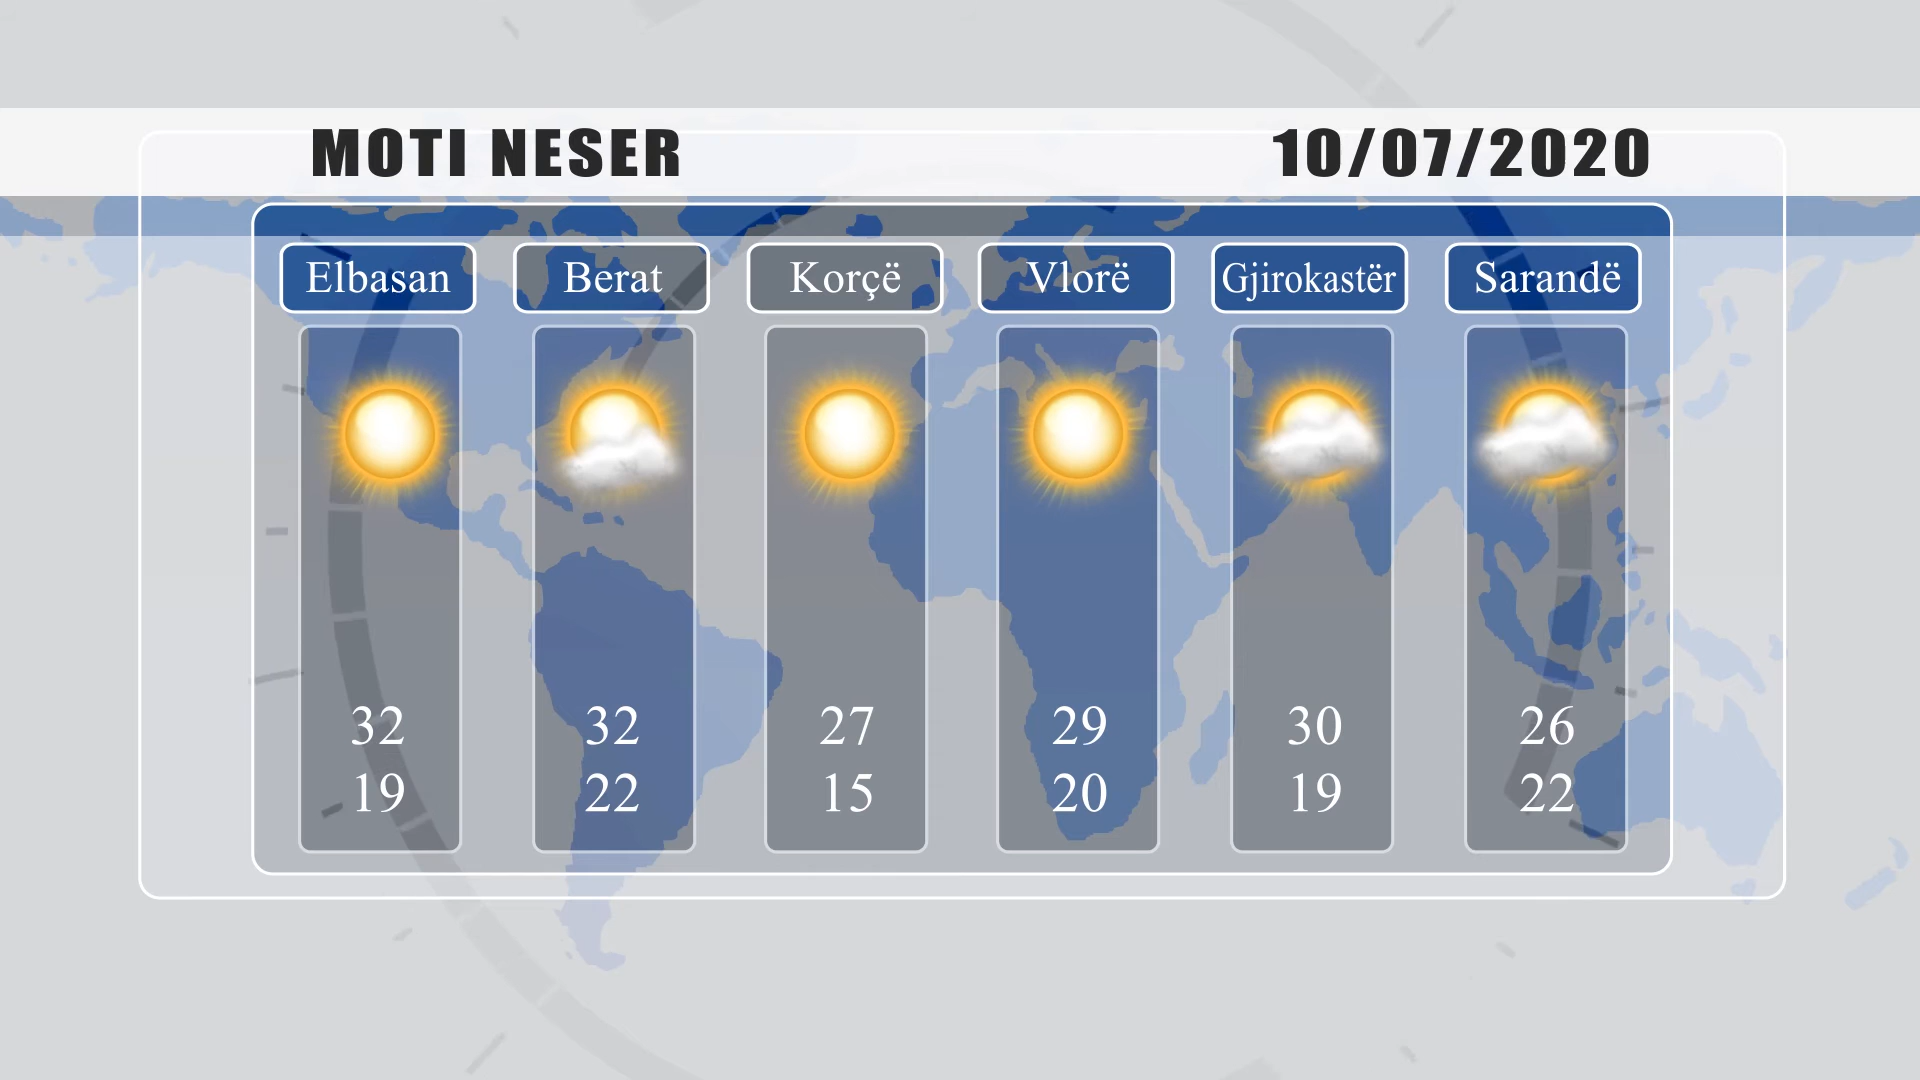 MOTI NESER
10/07/2020
Elbasan
Berat
Korçë
Vlorë
Gjirokastër
Sarandë
32
32
27
29
30
26
19
22
15
20
19
22